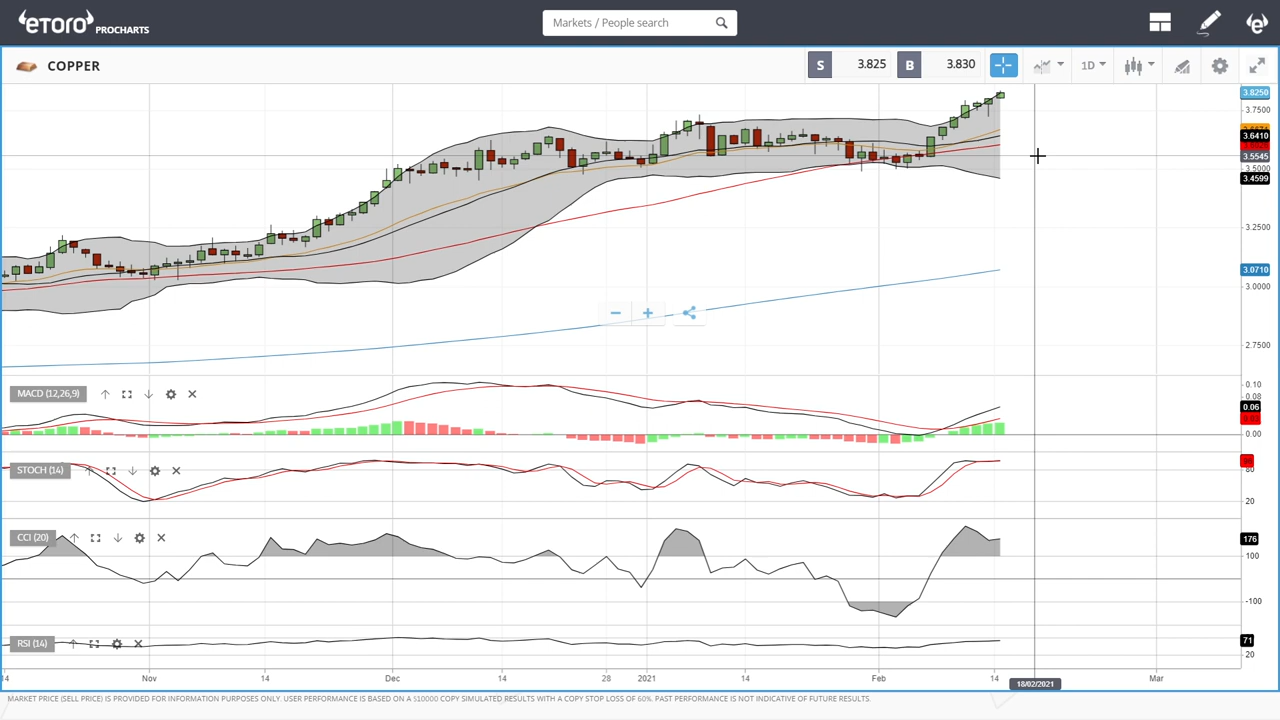 eToro PROCHARTS
Markets / People search
COPPER
S 3.825 B 3.830
1D
3.8250
3.7500
3.6410
3.5545
3.5000
3.4599
3.2500
3.0710
3.0000
2.7500
MACD (12,26,9)
0.10
0.08
0.06
0.00
STOCH (14)
80
20
CCI (20)
176
100
-100
RSI (14)
71
20
14 Nov 14 Dec 14 28 2021 14 Feb 14 Mar
18/02/2021
MARKET PRICE (SELL PRICE) IS PROVIDED FOR INFORMATION PURPOSES ONLY. USER PERFORMANCE IS BASED ON A $10000 COPY SIMULATED RESULTS WITH A COPY STOP LOSS OF 60%. PAST PERFORMANCE IS NOT INDICATIVE OF FUTURE RESULTS.